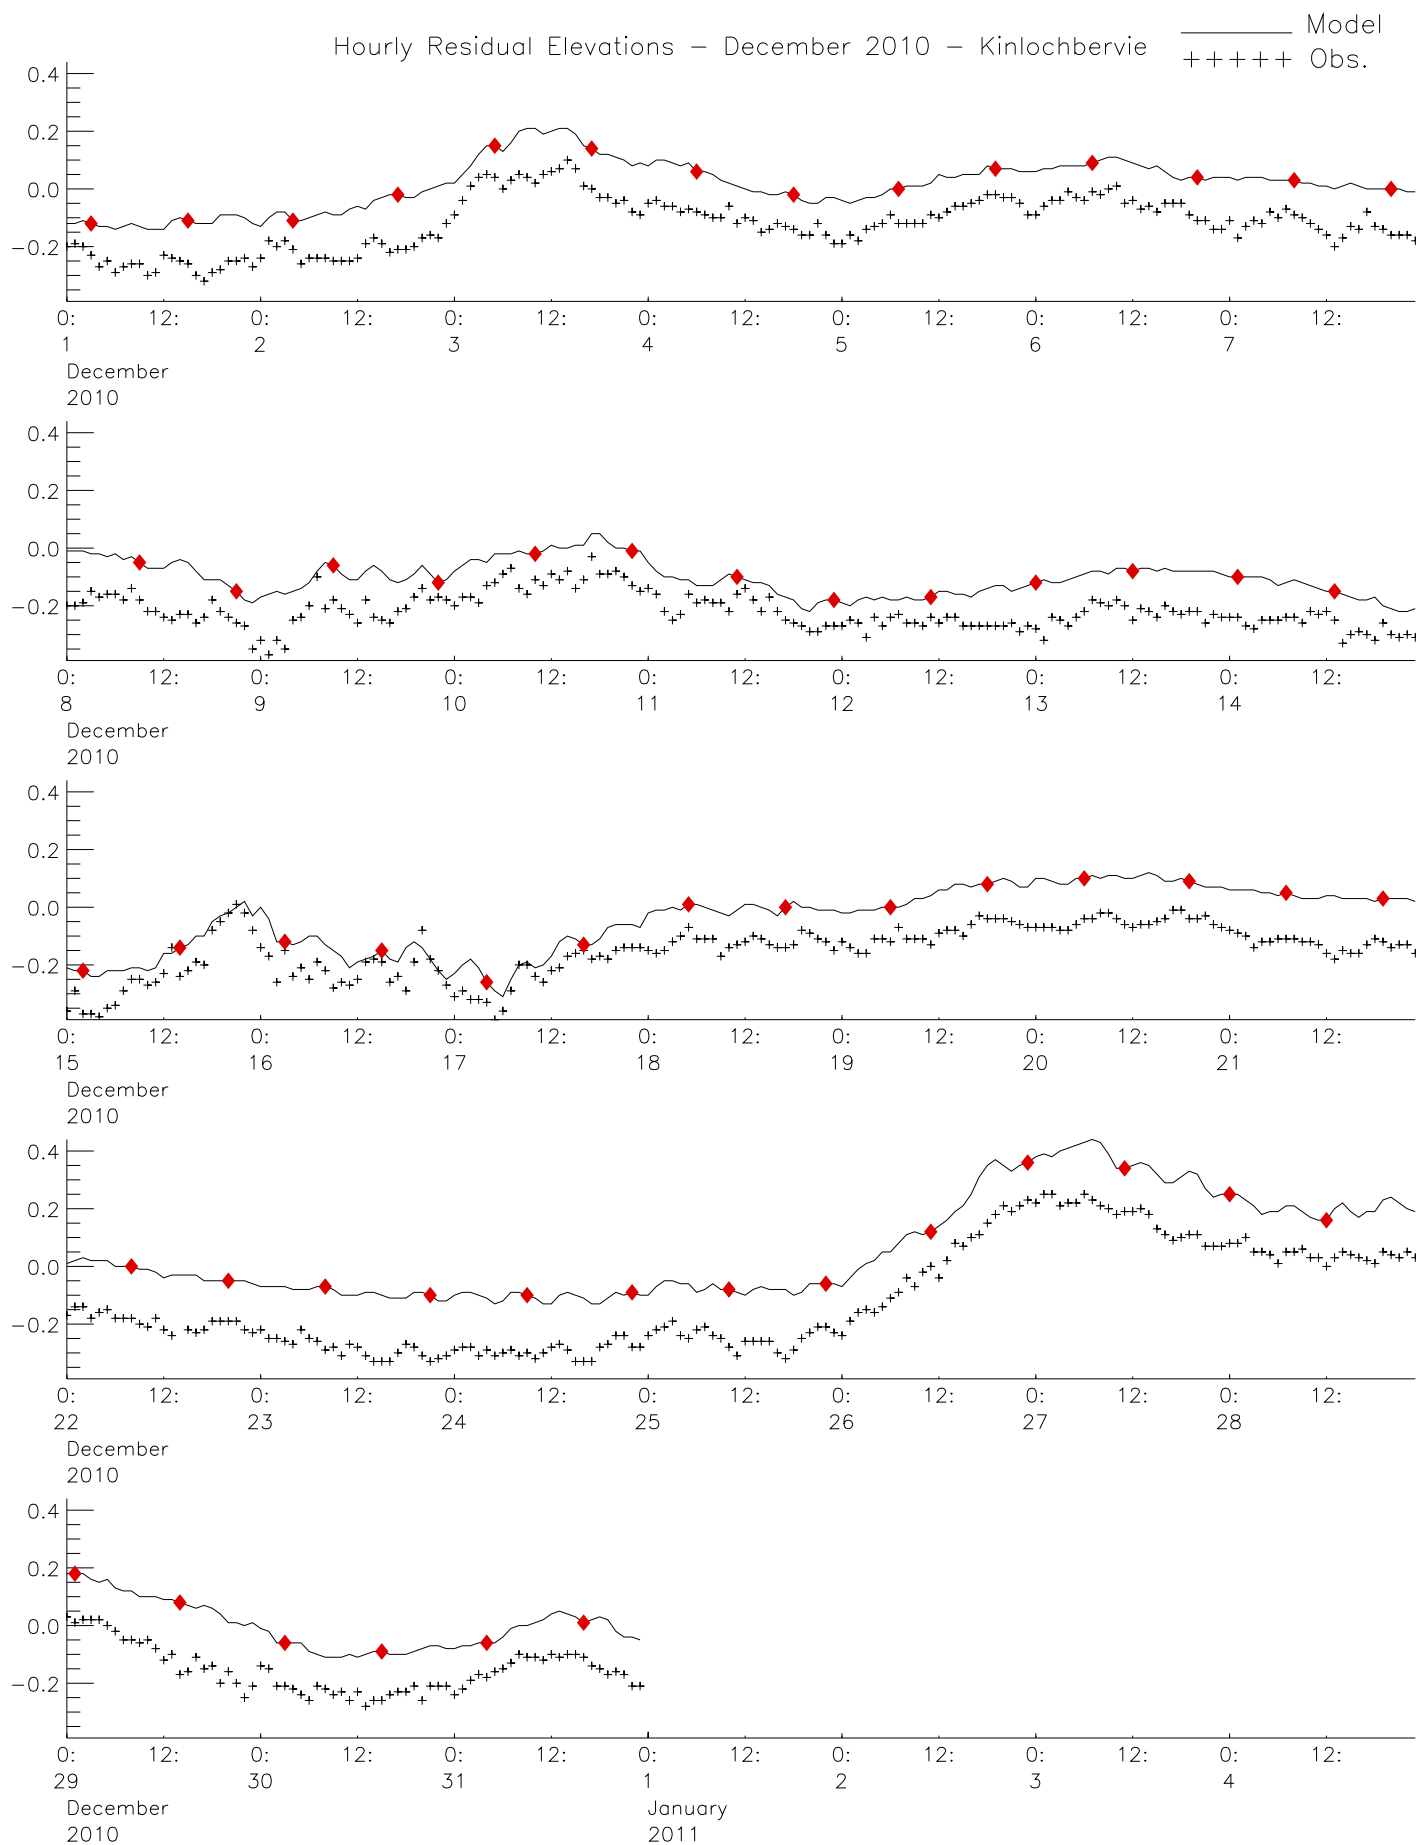 Hourly Residual Elevations – December 2010 – Kinlochbervie
Model
+++++ Obs.
0.4
0.2
0.0
−0.2
0: 12: 0: 12: 0: 12: 0: 12: 0: 12: 0: 12: 0: 12:
1 2 3 4 5 6 7
December
2010
0.4
0.2
0.0
−0.2
0: 12: 0: 12: 0: 12: 0: 12: 0: 12: 0: 12: 0: 12:
8 9 10 11 12 13 14
December
2010
0.4
0.2
0.0
−0.2
0: 12: 0: 12: 0: 12: 0: 12: 0: 12: 0: 12: 0: 12:
15 16 17 18 19 20 21
December
2010
0.4
0.2
0.0
−0.2
0: 12: 0: 12: 0: 12: 0: 12: 0: 12: 0: 12: 0: 12:
22 23 24 25 26 27 28
December
2010
0.4
0.2
0.0
−0.2
0: 12: 0: 12: 0: 12: 0: 12: 0: 12: 0: 12: 0: 12:
29 30 31 1 2 3 4
December January
2010 2011